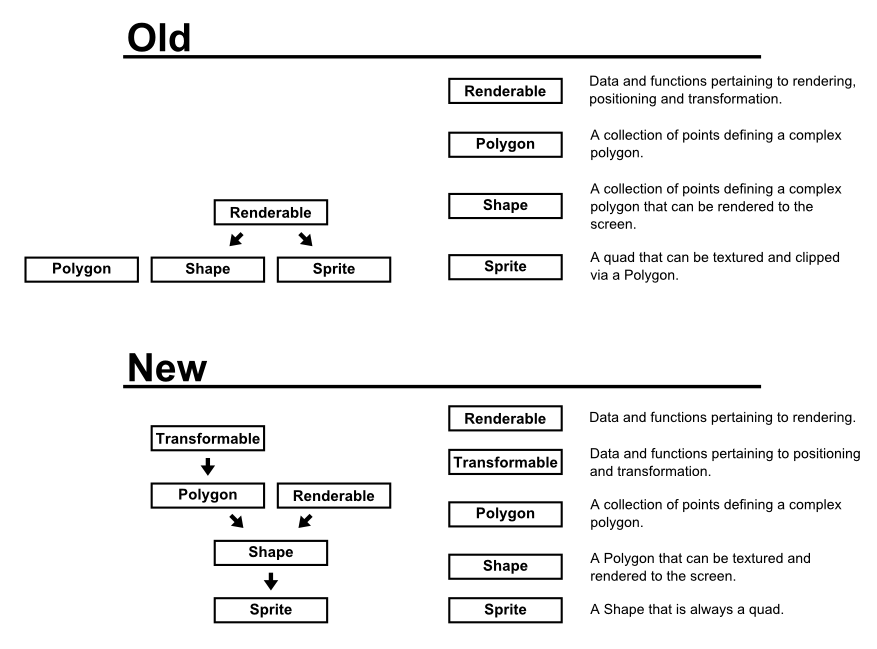 Old
Renderable
Polygon
Shape
Sprite
Renderable
Data and functions pertaining to rendering,
positioning and transformation.
Polygon
A collection of points defining a complex
polygon.
Shape
A collection of points defining a complex
polygon that can be rendered to the
screen.
Sprite
A quad that can be textured and clipped
via a Polygon.
New
Transformable
Polygon
Renderable
Shape
Sprite
Renderable
Data and functions pertaining to rendering.
Transformable
Data and functions pertaining to positioning
and transformation.
Polygon
A collection of points defining a complex
polygon.
Shape
A Polygon that can be textured and
rendered to the screen.
Sprite
A Shape that is always a quad.